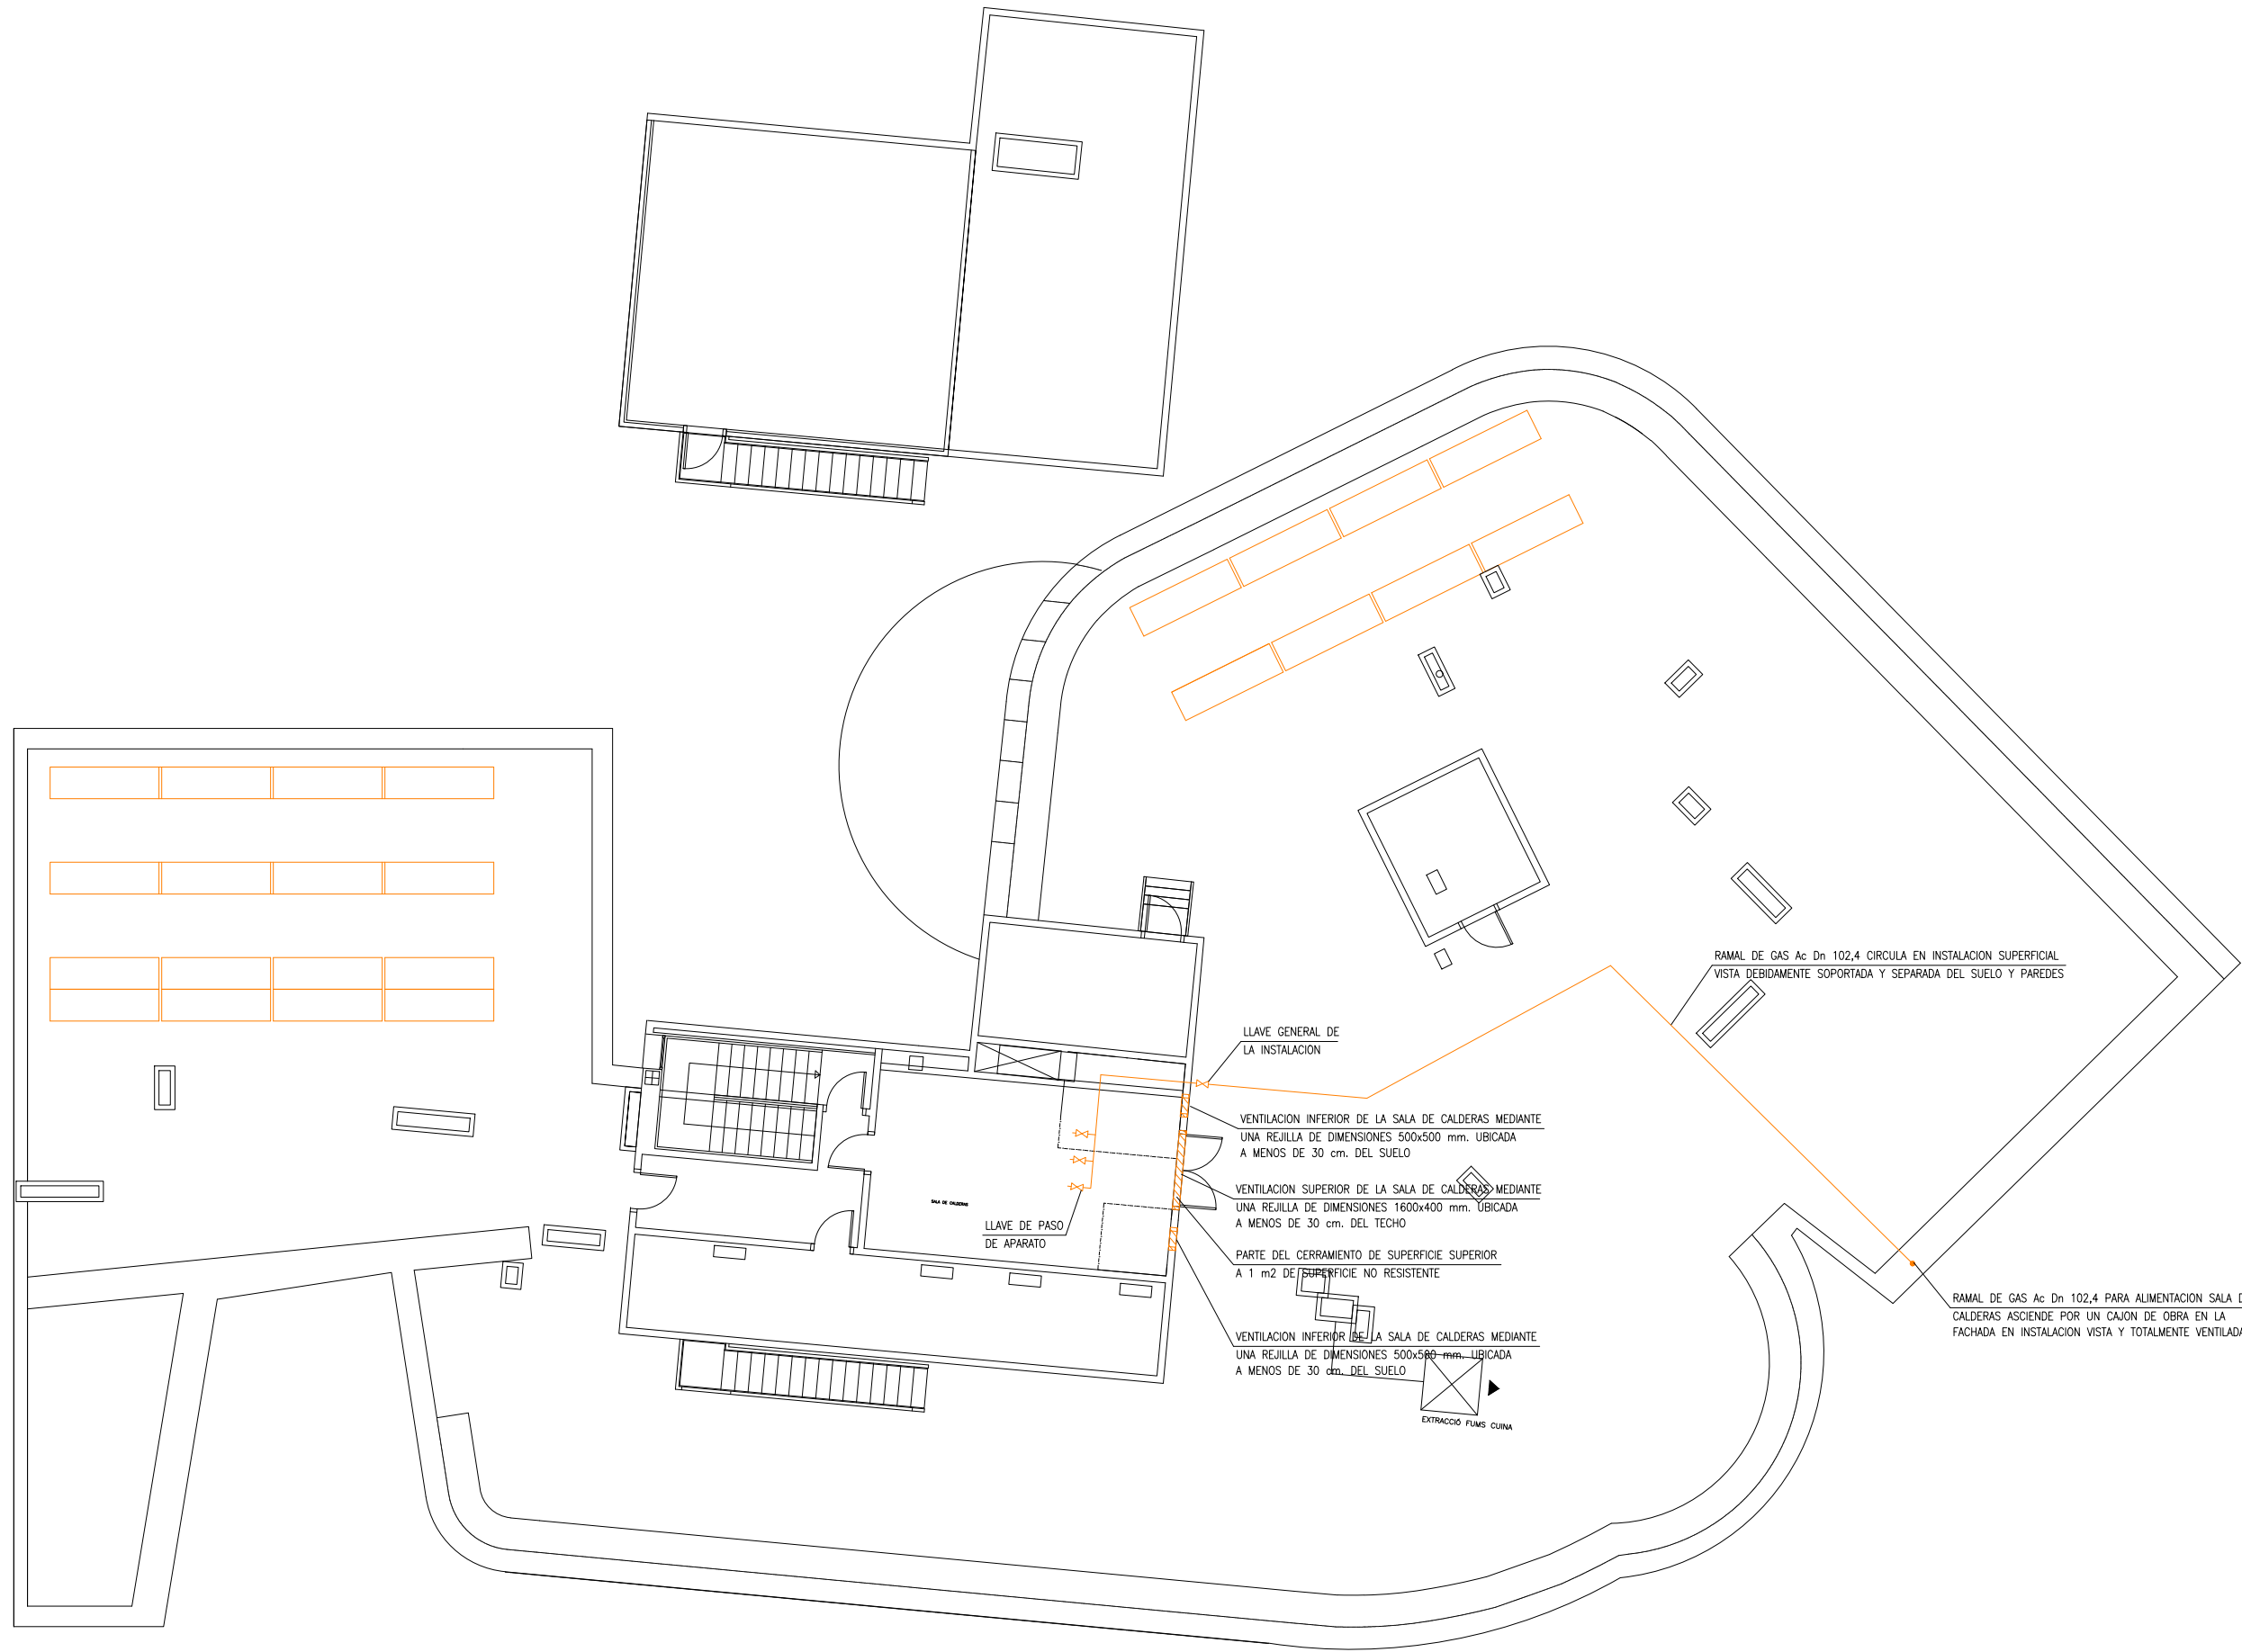 RAMAL DE GAS Ac Dn 102,4 CIRCULA EN INSTALACION SUPERFICIAL
VISTA DEBIDAMENTE SOPORTADA Y SEPARADA DEL SUELO Y PAREDES
LLAVE GENERAL DE
LA INSTALACION
VENTILACION INFERIOR DE LA SALA DE CALDERAS MEDIANTE
UNA REJILLA DE DIMENSIONES 500x500 mm. UBICADA
A MENOS DE 30 cm. DEL SUELO
VENTILACION SUPERIOR DE LA SALA DE CALDERAS MEDIANTE
UNA REJILLA DE DIMENSIONES 1600x400 mm. UBICADA
A MENOS DE 30 cm. DEL TECHO
SALA DE CALDERAS
LLAVE DE PASO
DE APARATO
PARTE DEL CERRAMIENTO DE SUPERFICIE SUPERIOR
A 1 m2 DE SUPERFICIE NO RESISTENTE
RAMAL DE GAS Ac Dn 102,4 PARA ALIMENTACION SALA
CALDERAS ASCIENDE POR UN CAJON DE OBRA EN LA
FACHADA EN INSTALACION VISTA Y TOTALMENTE VENTILADA
VENTILACION INFERIOR DE LA SALA DE CALDERAS MEDIANTE
UNA REJILLA DE DIMENSIONES 500x500 mm. UBICADA
A MENOS DE 30 cm. DEL SUELO
EXTRACCIÓ FUMS CUINA